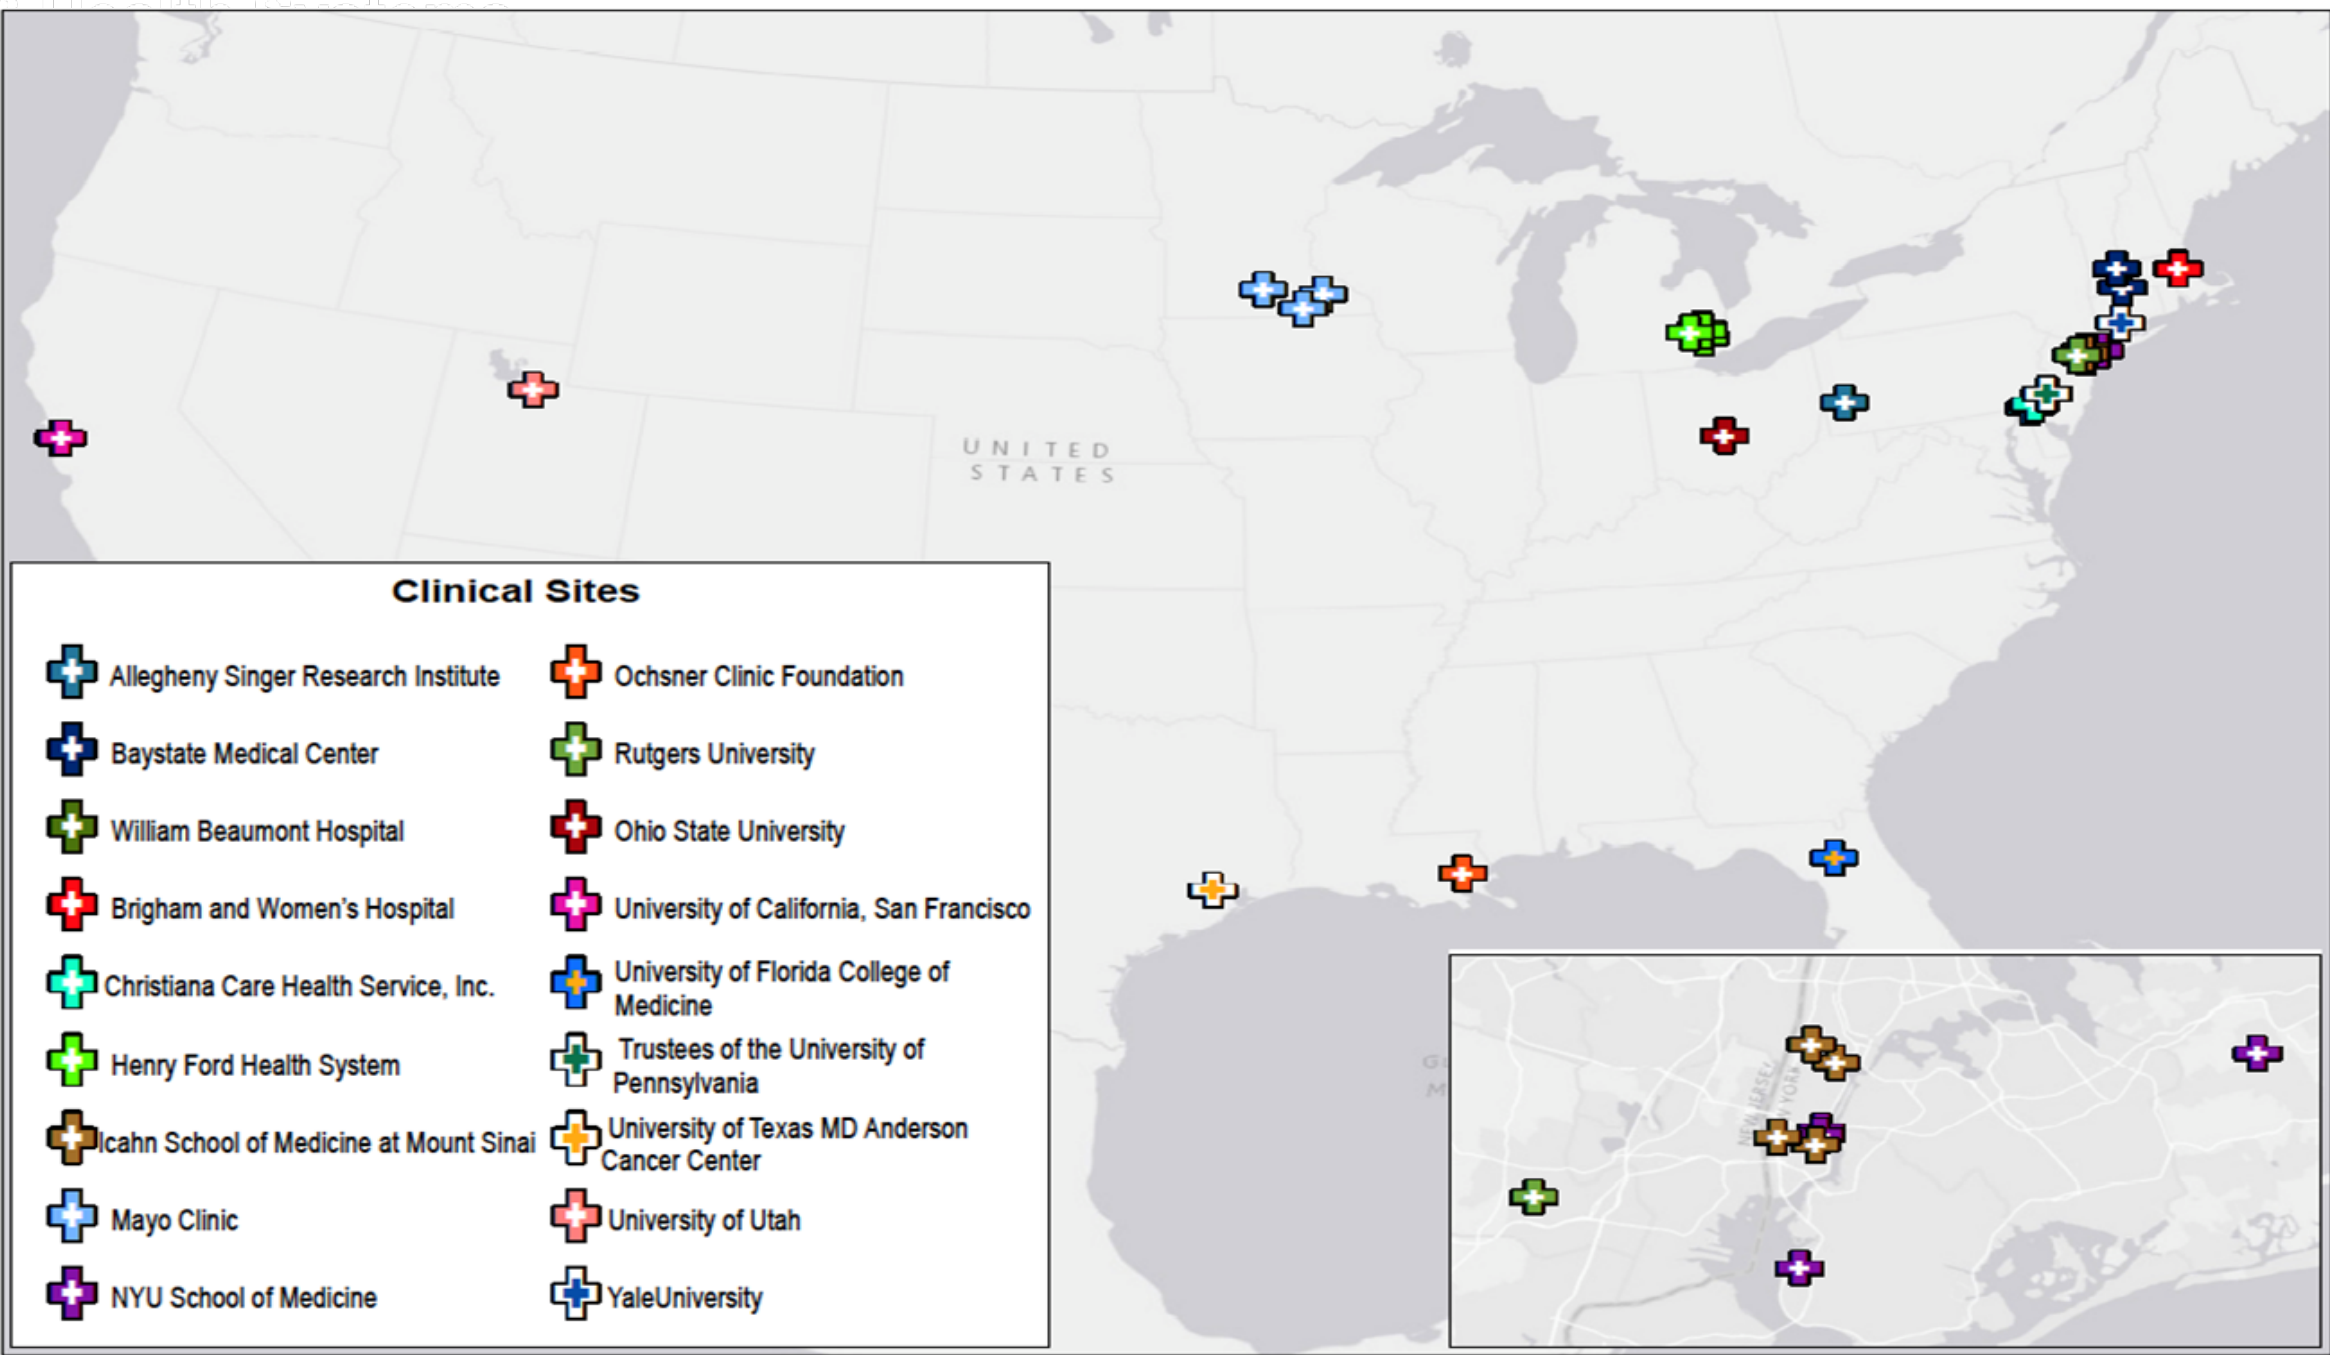 UNITED
STATES
Clinical Sites
Allegheny Singer Research Institute
Baystate Medical Center
William Beaumont Hospital
Brigham and Women's Hospital
Christiana Care Health Service, Inc.
Henry Ford Health System
Icahn School of Medicine at Mount Sinai
Mayo Clinic
NYU School of Medicine
Ochsner Clinic Foundation
Rutgers University
Ohio State University
University of California, San Francisco
University of Florida College of
Medicine
Trustees of the University of
Pennsylvania
University of Texas MD Anderson
Cancer Center
University of Utah
YaleUniversity
NEW JERSEY
YORK